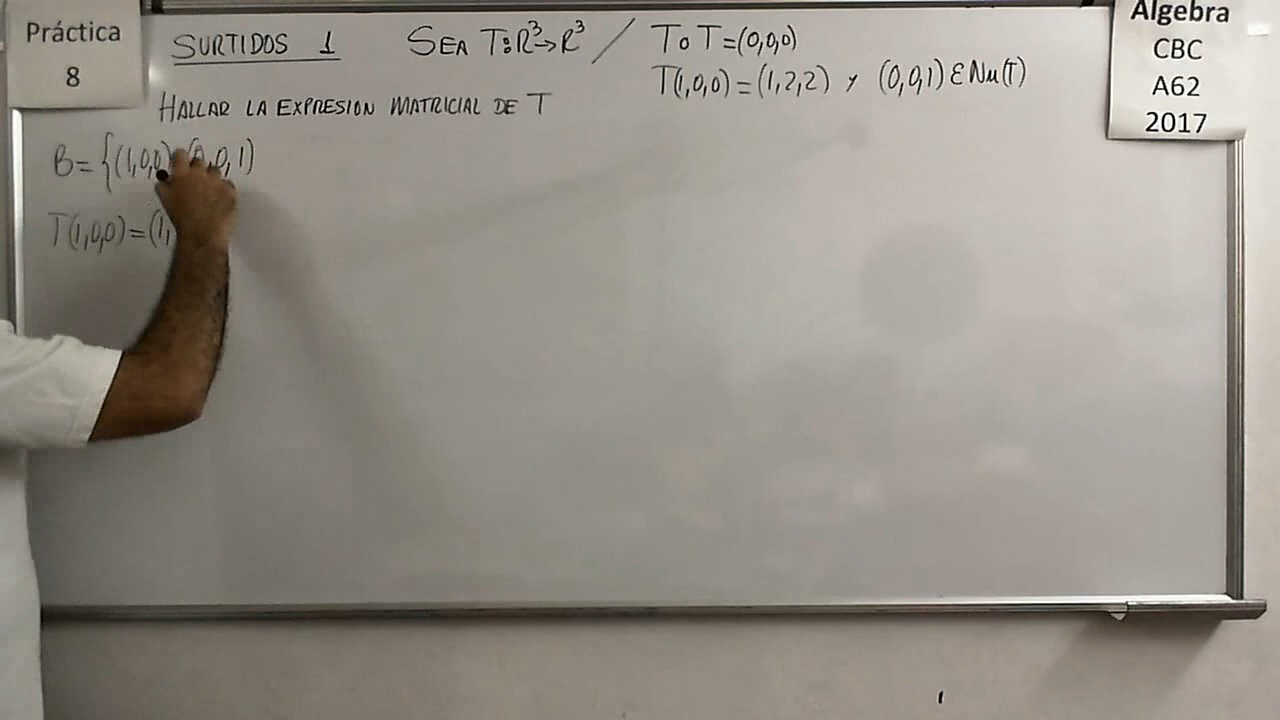 Práctica
8
SURTIDOS 1 SEA T:R³→R³ / ToT=(0,0,0)
T(1,0,0)=(1,2,2) y (0,0,1) ε Nu(T)
HALLAR LA EXPRESION MATRICIAL DE T
B={(1,0,0) (0,0,1)
T(1,0,0)=(1,
Algebra
CBC
A62
2017